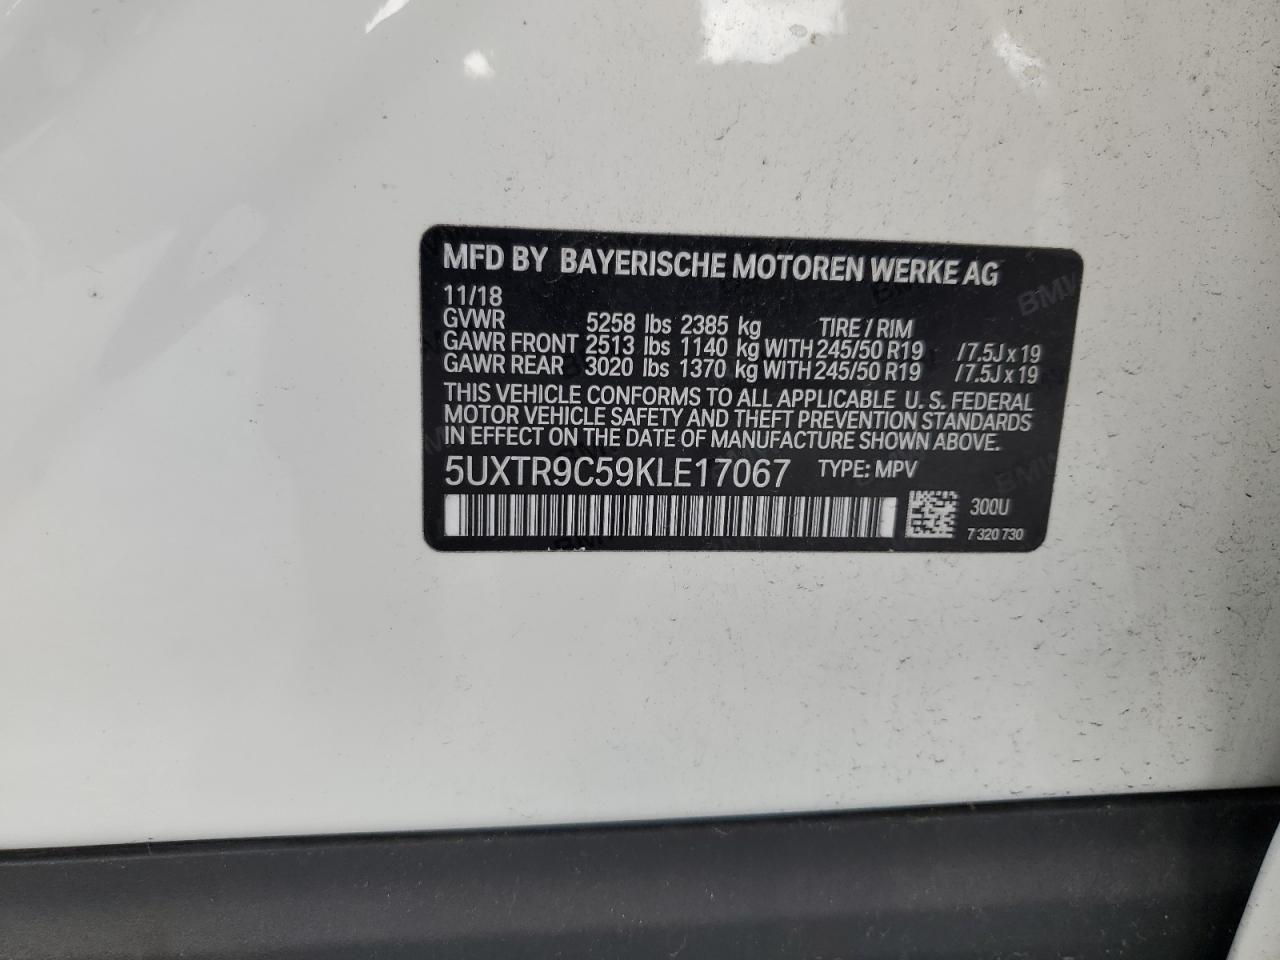 MFD BY BAYERISCHE MOTOREN WERKE AG
11/18
GVWR 5258 lbs 2385 kg TIRE / RIM
GAWR FRONT 2513 lbs 1140 kg WITH 245/50 R19 / 7.5J x 19
GAWR REAR 3020 lbs 1370 kg WITH 245/50 R19 / 7.5J x 19
THIS VEHICLE CONFORMS TO ALL APPLICABLE U. S. FEDERAL
MOTOR VEHICLE SAFETY AND THEFT PREVENTION STANDARDS
IN EFFECT ON THE DATE OF MANUFACTURE SHOWN ABOVE.
5UXTR9C59KLE17067 TYPE: MPV
300U
7 320 730